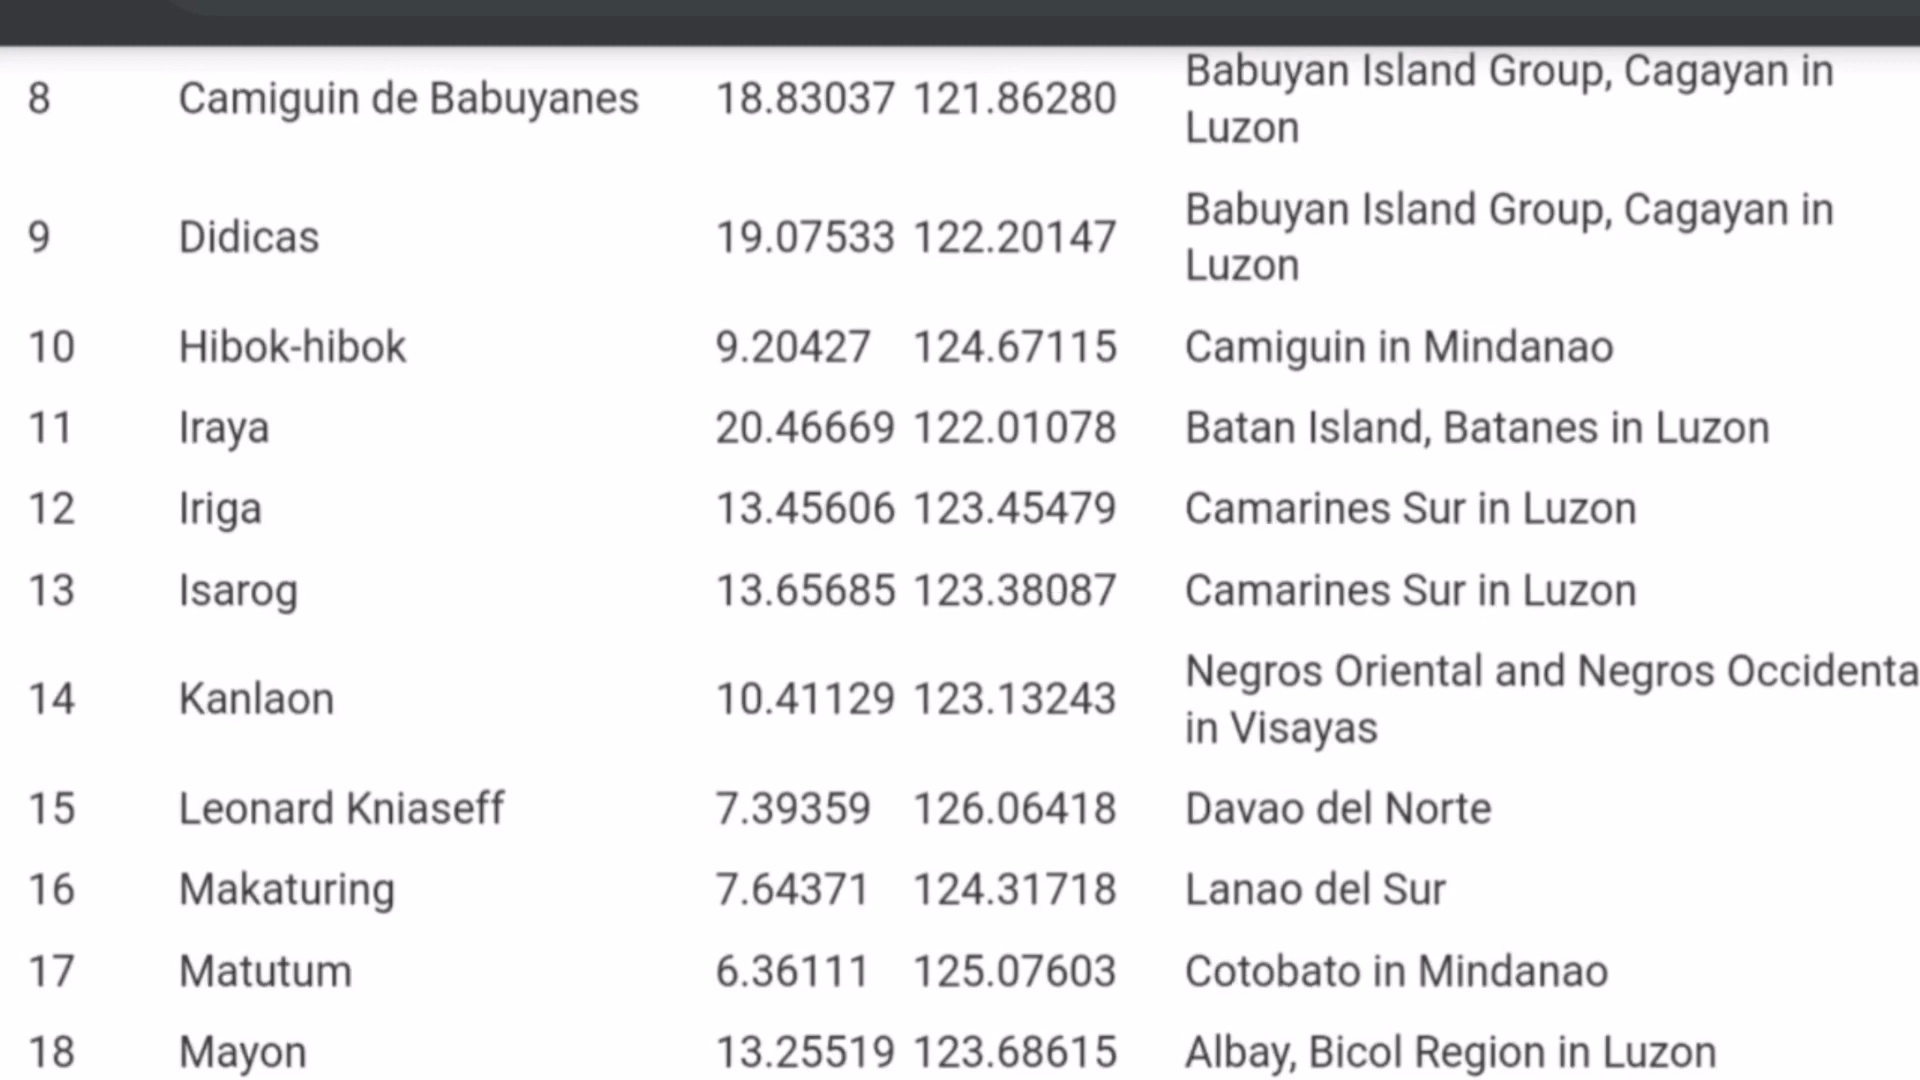 8 Camiguin de Babuyanes 18.83037 121.86280 Babuyan Island Group, Cagayan in
Luzon
9 Didicas 19.07533 122.20147 Babuyan Island Group, Cagayan in
Luzon
10 Hibok-hibok 9.20427 124.67115 Camiguin in Mindanao
11 Iraya 20.46669 122.01078 Batan Island, Batanes in Luzon
12 Iriga 13.45606 123.45479 Camarines Sur in Luzon
13 Isarog 13.65685 123.38087 Camarines Sur in Luzon
14 Kanlaon 10.41129 123.13243 Negros Oriental and Negros Occidenta
in Visayas
15 Leonard Kniaseff 7.39359 126.06418 Davao del Norte
16 Makaturing 7.64371 124.31718 Lanao del Sur
17 Matutum 6.36111 125.07603 Cotobato in Mindanao
18 Mayon 13.25519 123.68615 Albay, Bicol Region in Luzon